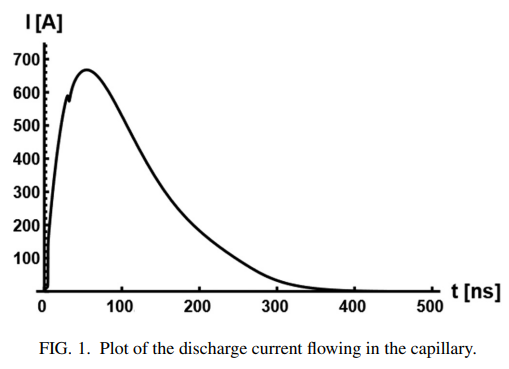 I [A]
700
600
500
400
300
200
100
0 100 200 300 400 500 t [ns]
FIG. 1. Plot of the discharge current flowing in the capillary.